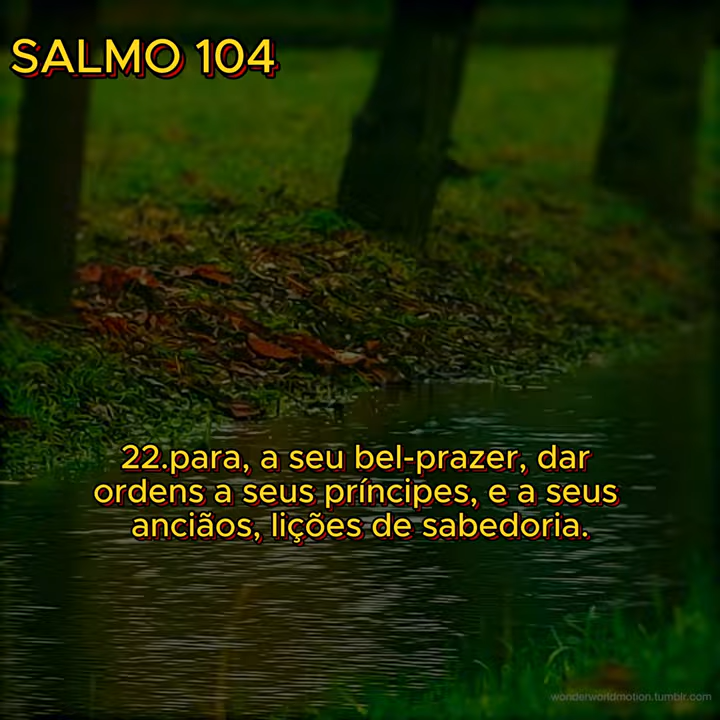 SALMO 104
22.para, a seu bel-prazer, dar
ordens a seus príncipes, e a seus
anciãos, lições de sabedoria.
wonderworldmotion.tumblr.com